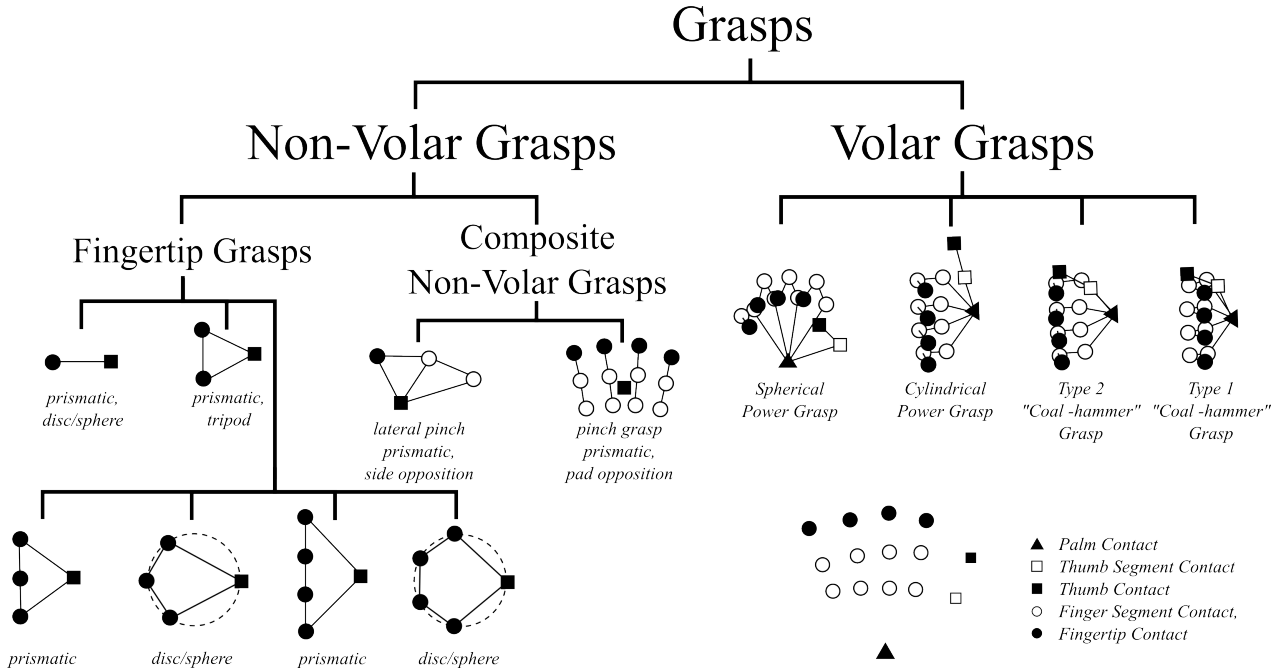 Grasps
Non-Volar Grasps
Volar Grasps
Fingertip Grasps
Composite
Non-Volar Grasps
prismatic,
disc/sphere
prismatic,
tripod
lateral pinch
prismatic,
side opposition
pinch grasp
prismatic,
pad opposition
Spherical
Power Grasp
Cylindrical
Power Grasp
Type 2
"Coal -hammer"
Grasp
Type 1
"Coal -hammer"
Grasp
prismatic
disc/sphere
prismatic
disc/sphere
Palm Contact
Thumb Segment Contact
Thumb Contact
Finger Segment Contact,
Fingertip Contact